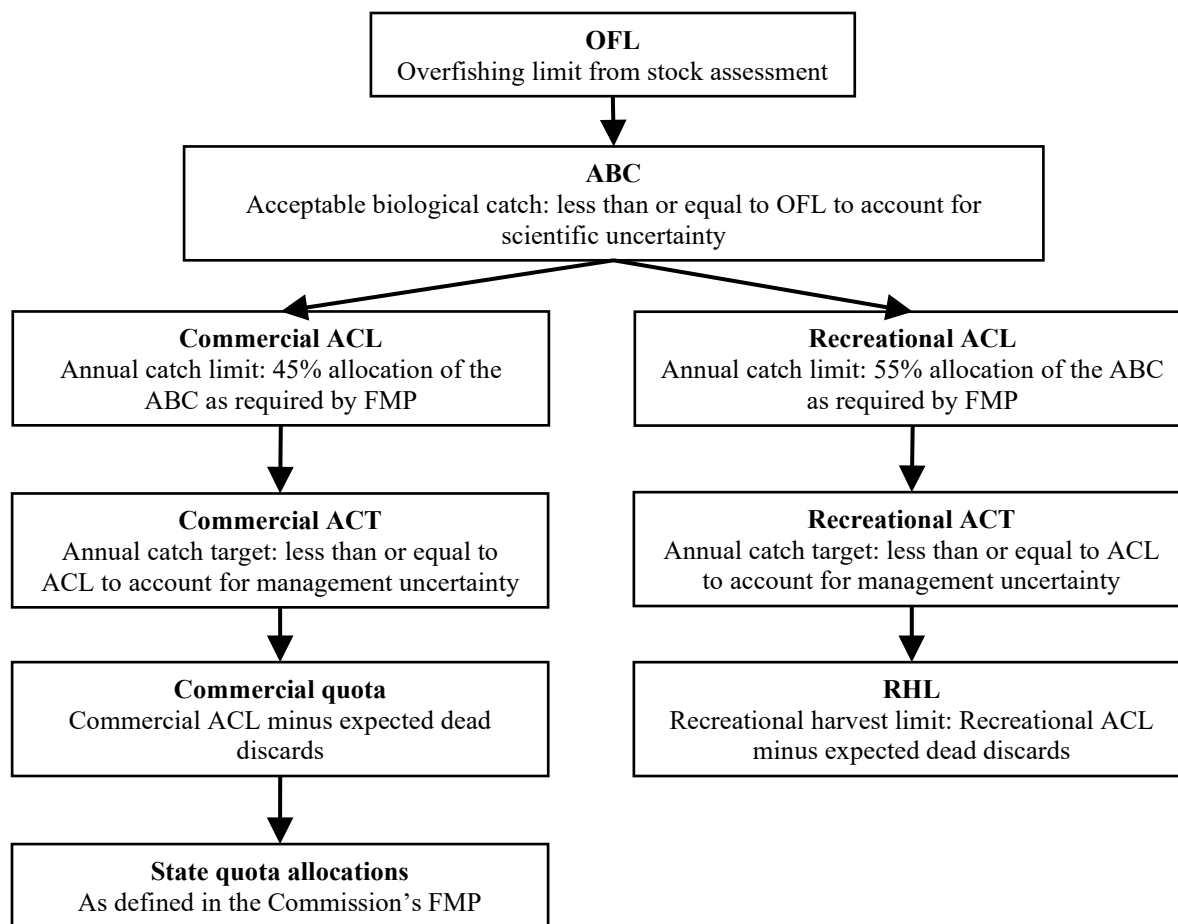 OFL
Overfishing limit from stock assessment
ABC
Acceptable biological catch: less than or equal to OFL to account for
scientific uncertainty
Commercial ACL
Annual catch limit: 45% allocation of the
ABC as required by FMP
Recreational ACL
Annual catch limit: 55% allocation of the ABC
as required by FMP
Commercial ACT
Annual catch target: less than or equal to
ACL to account for management uncertainty
Recreational ACT
Annual catch target: less than or equal to ACL
to account for management uncertainty
Commercial quota
Commercial ACL minus expected dead
discards
RHL
Recreational harvest limit: Recreational ACL
minus expected dead discards
State quota allocations
As defined in the Commission’s FMP